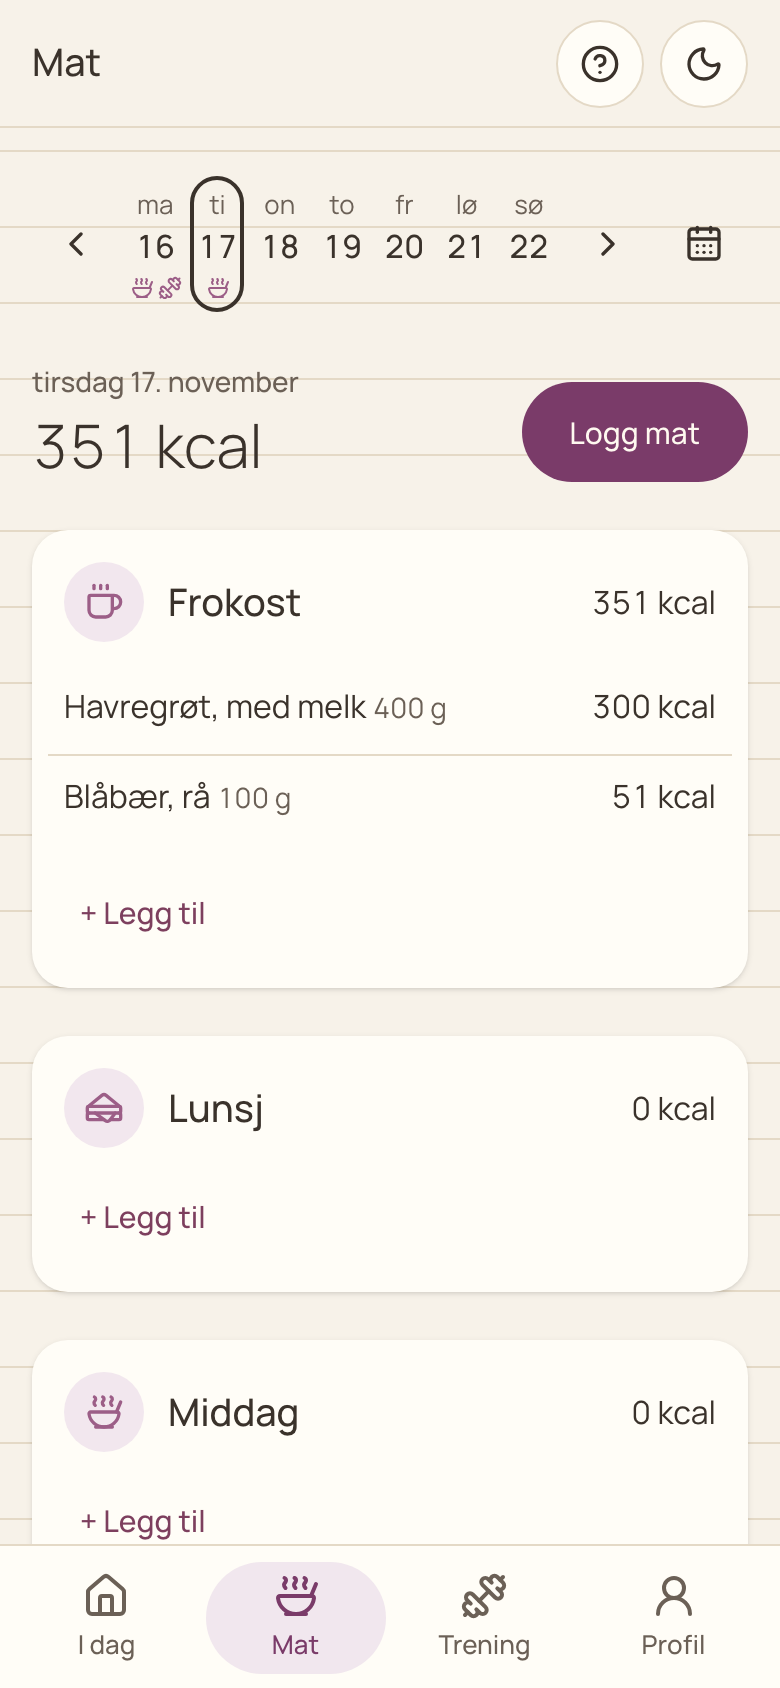 Mat
ma ti on to fr lø sø
16 17 18 19 20 21 22
tirsdag 17. november
351 kcal
Logg mat
Frokost 351 kcal
Havregrøt, med melk 400 g 300 kcal
Blåbær, rå 100 g 51 kcal
+ Legg til
Lunsj 0 kcal
+ Legg til
Middag 0 kcal
+ Legg til
I dag Mat Trening Profil